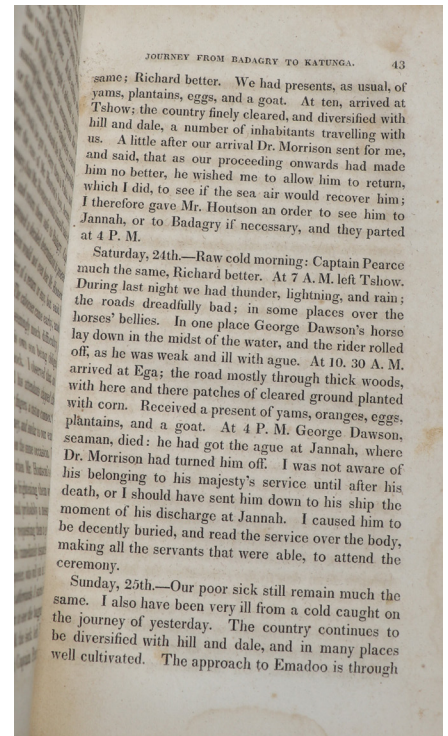 JOURNEY FROM BADAGRY TO KATUNGA. 43
same; Richard better. We had presents, as usual, of
yams, plantains, eggs, and a goat. At ten, arrived at
Tshow; the country finely cleared, and diversified with
hill and dale, a number of inhabitants travelling with
us. A little after our arrival Dr. Morrison sent for me,
and said, that as our proceeding onwards had made
him no better, he wished me to allow him to return,
which I did, to see if the sea air would recover him;
I therefore gave Mr. Houtson an order to see him to
Jannah, or to Badagry if necessary, and they parted
at 4 P. M.
Saturday, 24th.—Raw cold morning: Captain Pearce
much the same, Richard better. At 7 A. M. left Tshow.
During last night we had thunder, lightning, and rain;
the roads dreadfully bad; in some places over the
horses' bellies. In one place George Dawson's horse
lay down in the midst of the water, and the rider rolled
off, as he was weak and ill with ague. At 10. 30 A. M.
arrived at Ega; the road mostly through thick woods,
with here and there patches of cleared ground planted
with corn. Received a present of yams, oranges, eggs,
plantains, and a goat. At 4 P. M. George Dawson,
seaman, died: he had got the ague at Jannah, where
Dr. Morrison had turned him off. I was not aware of
his belonging to his majesty's service until after his
death, or I should have sent him down to his ship the
moment of his discharge at Jannah. I caused him to
be decently buried, and read the service over the body,
making all the servants that were able, to attend the
ceremony.
Sunday, 25th.—Our poor sick still remain much the
same. I also have been very ill from a cold caught on
the journey of yesterday. The country continues to
be diversified with hill and dale, and in many places
well cultivated. The approach to Emadoo is through